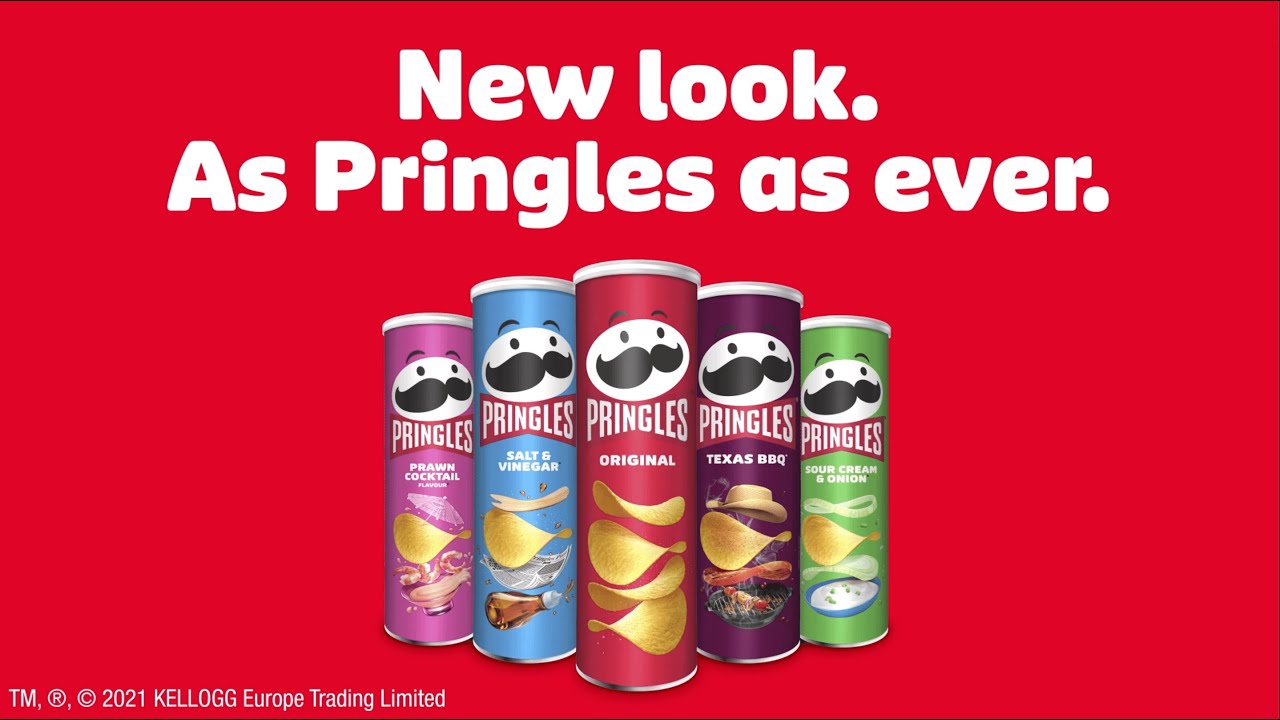 New look.
As Pringles as ever.
PRINGLES
PRAWN
COCKTAIL
FLAVOUR
PRINGLES
SALT &
VINEGAR
PRINGLES
ORIGINAL
PRINGLES
TEXAS BBQ
PRINGLES
SOUR CREAM
& ONION
TM, ®, © 2021 KELLOGG Europe Trading Limited